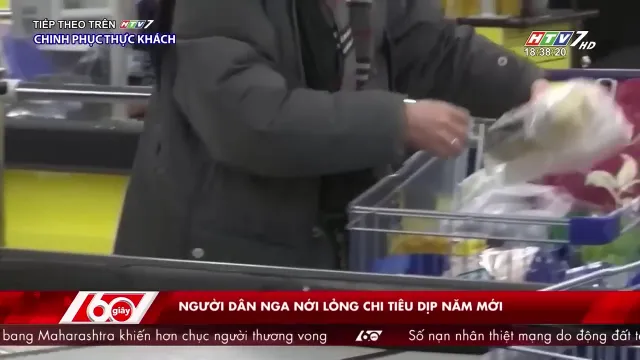 TIẾP THEO TRÊN HTV7
CHINH PHỤC THỰC KHÁCH
HTV7 HD
18:38:20
60 giây
NGƯỜI DÂN NGA NỚI LỎNG CHI TIÊU DỊP NĂM MỚI
bang Maharashtra khiến hơn chục người thương vong 60 Số nạn nhân thiệt mạng do động đất t